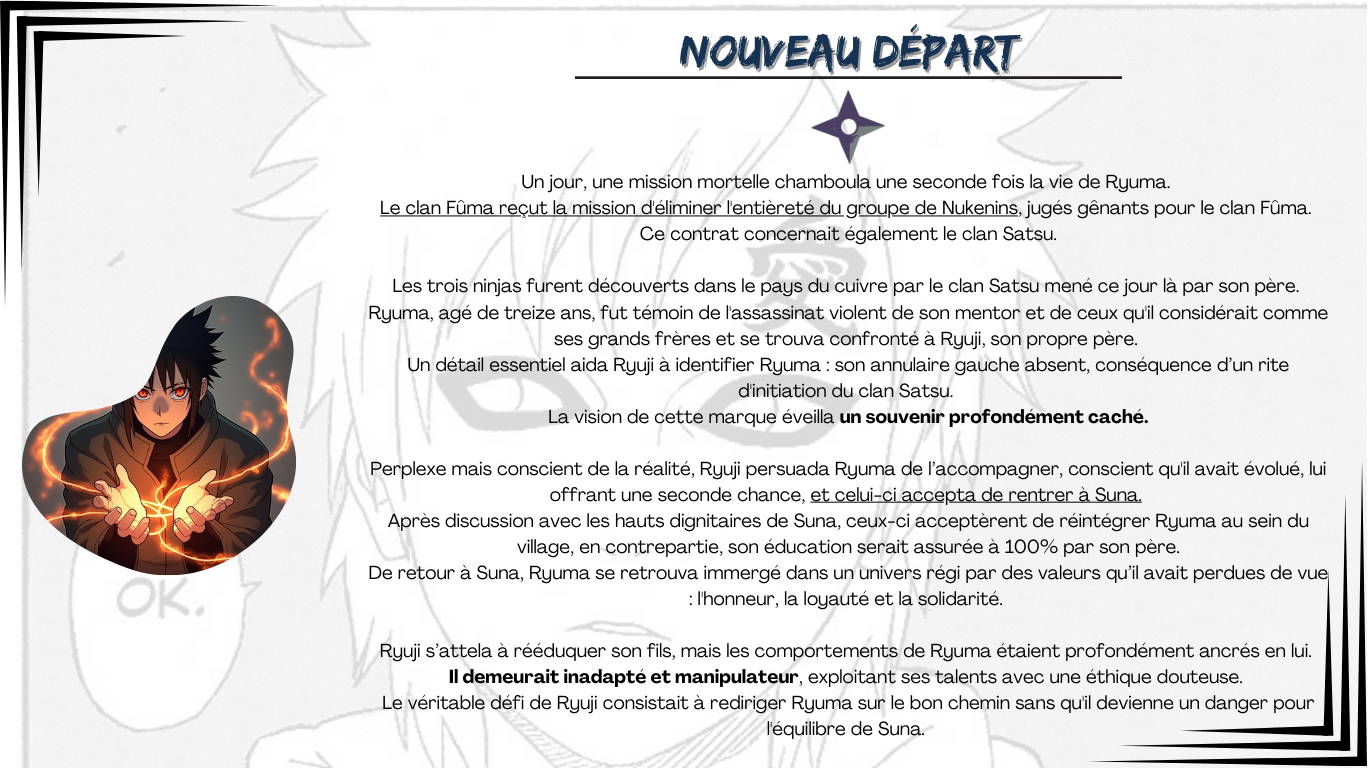 NOUVEAU DÉPART
Un jour, une mission mortelle chamboula une seconde fois la vie de Ryuma.
Le clan Fûma reçut la mission d'éliminer l'entièreté du groupe de Nukenins, jugés gênants pour le clan Fûma.
Ce contrat concernait également le clan Satsu.
Les trois ninjas furent découverts dans le pays du cuivre par le clan Satsu mené ce jour là par son père.
Ryuma, agé de treize ans, fut témoin de l'assassinat violent de son mentor et de ceux qu'il considérait comme
ses grands frères et se trouva confronté à Ryuji, son propre père.
Un détail essentiel aida Ryuji à identifier Ryuma : son annulaire gauche absent, conséquence d’un rite
d'initiation du clan Satsu.
La vision de cette marque éveilla un souvenir profondément caché.
Perplexe mais conscient de la réalité, Ryuji persuada Ryuma de l’accompagner, conscient qu'il avait évolué, lui
offrant une seconde chance, et celui-ci accepta de rentrer à Suna.
Après discussion avec les hauts dignitaires de Suna, ceux-ci acceptèrent de réintégrer Ryuma au sein du
village, en contrepartie, son éducation serait assurée à 100% par son père.
De retour à Suna, Ryuma se retrouva immergé dans un univers régi par des valeurs qu’il avait perdues de vue
: l'honneur, la loyauté et la solidarité.
Ryuji s’attela à rééduquer son fils, mais les comportements de Ryuma étaient profondément ancrés en lui.
Il demeurait inadapté et manipulateur, exploitant ses talents avec une éthique douteuse.
Le véritable défi de Ryuji consistait à rediriger Ryuma sur le bon chemin sans qu'il devienne un danger pour
l'équilibre de Suna.
愛
OK.